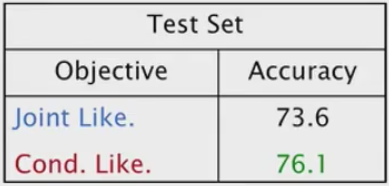 Test Set
Objective Accuracy
Joint Like. 73.6
Cond. Like. 76.1